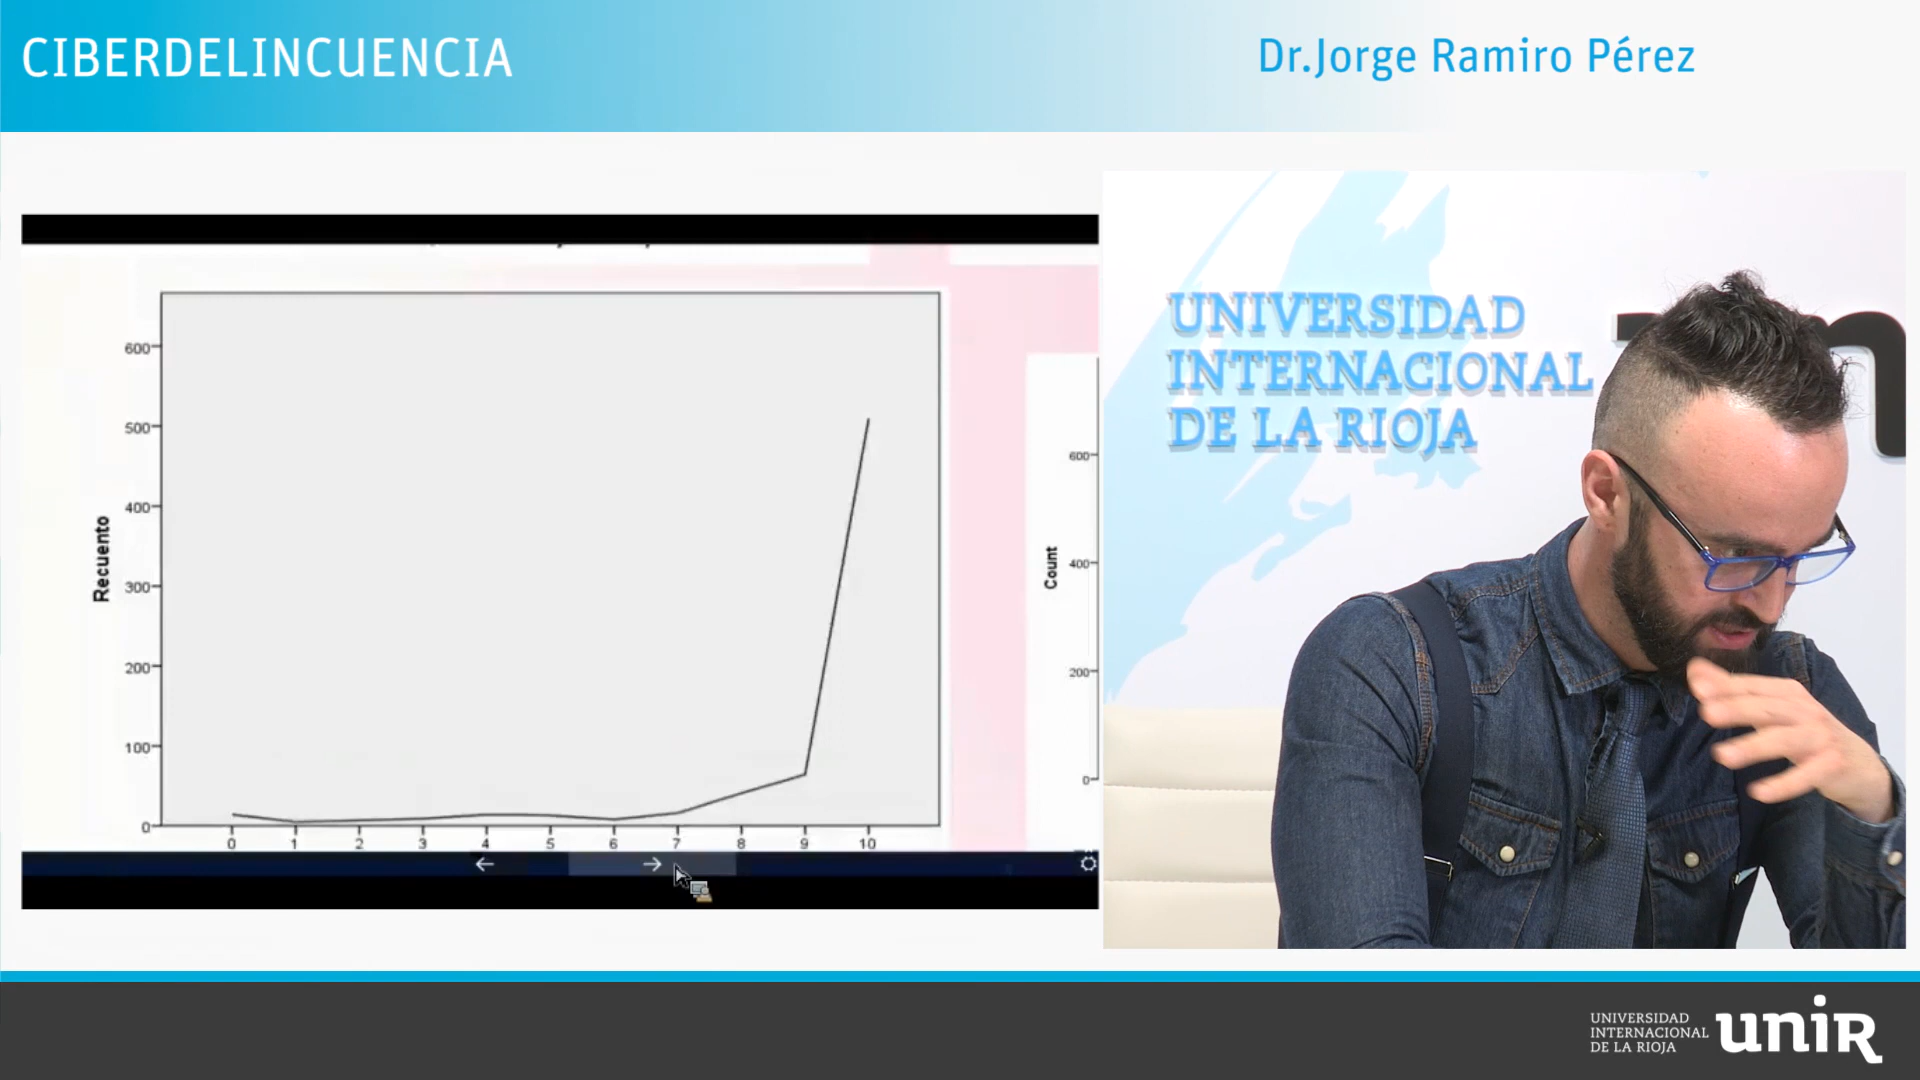 CIBERDELINCUENCIA
Dr.Jorge Ramiro Pérez
600
500
400
300
200
100
0
Recuento
0 1 2 3 4 5 6 7 8 9 10
600
400
200
0
Count
UNIVERSIDAD
INTERNACIONAL
DE LA RIOJA
UNIVERSIDAD
INTERNACIONAL
DE LA RIOJA
unir